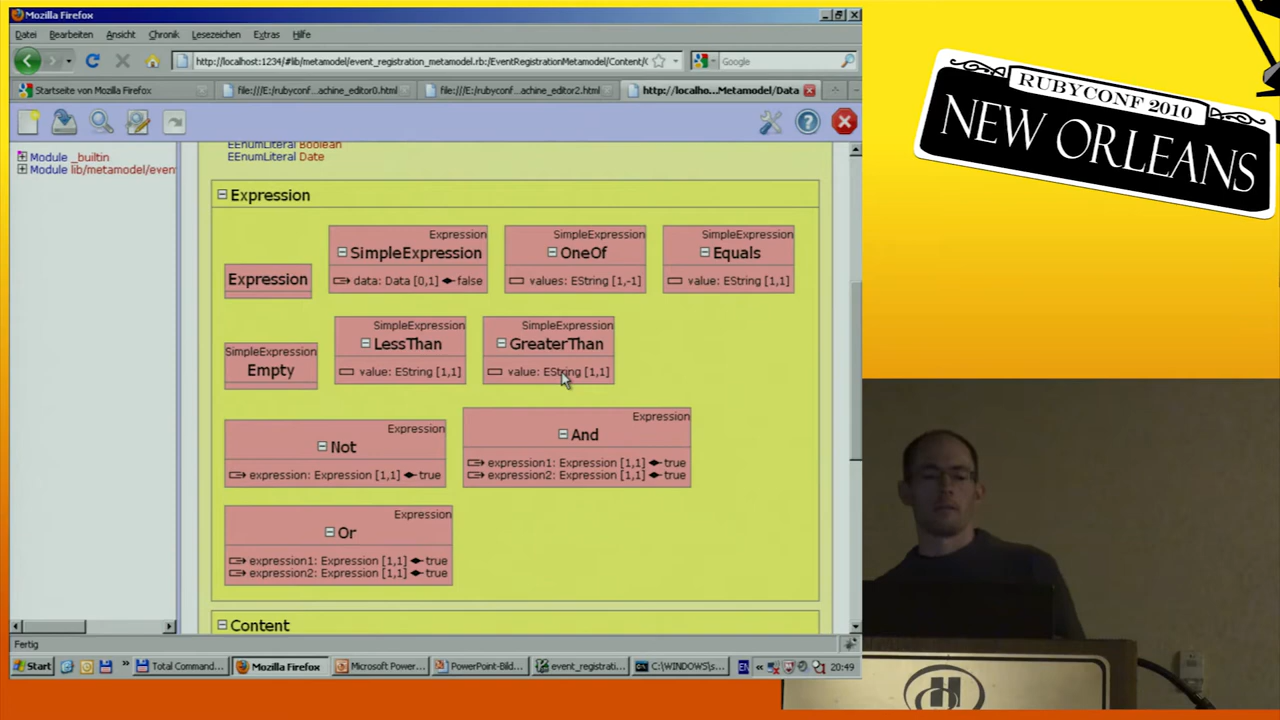 Mozilla Firefox
Datei Bearbeiten Ansicht Chronik Lesezeichen Extras Hilfe
http://localhost:1234/#lib/metamodel/event_registration_metamodel.rb:/EventRegistrationMetamodel/Content/
Google
Startseite von Mozilla Firefox
file:///E:/rubyconf...achine_editor0.html
file:///E:/rubyconf...achine_editor2.html
http://localho...Metamodel/Data
Module _builtin
Module lib/metamodel/even
EEnumLiteral Boolean
EEnumLiteral Date
Expression
Expression
Expression
SimpleExpression
data: Data [0,1] false
SimpleExpression
OneOf
values: EString [1,-1]
SimpleExpression
Equals
value: EString [1,1]
SimpleExpression
Empty
SimpleExpression
LessThan
value: EString [1,1]
SimpleExpression
GreaterThan
value: EString [1,1]
Expression
Not
expression: Expression [1,1] true
Expression
And
expression1: Expression [1,1] true
expression2: Expression [1,1] true
Expression
Or
expression1: Expression [1,1] true
expression2: Expression [1,1] true
Content
Fertig
Start
Total Comman...
Mozilla Firefox
Microsoft Power...
PowerPoint-Bild...
event_registrati...
C:\WINDOWS\s...
EN
20:49
RUBYCONF 2010
NEW ORLEANS
H